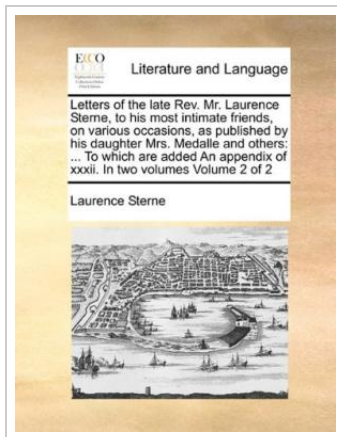 ECCO
Literature and Language
Letters of the late Rev. Mr. Laurence
Sterne, to his most intimate friends,
on various occasions, as published by
his daughter Mrs. Medalle and others:
... To which are added An appendix of
xxxii. In two volumes Volume 2 of 2
Laurence Sterne